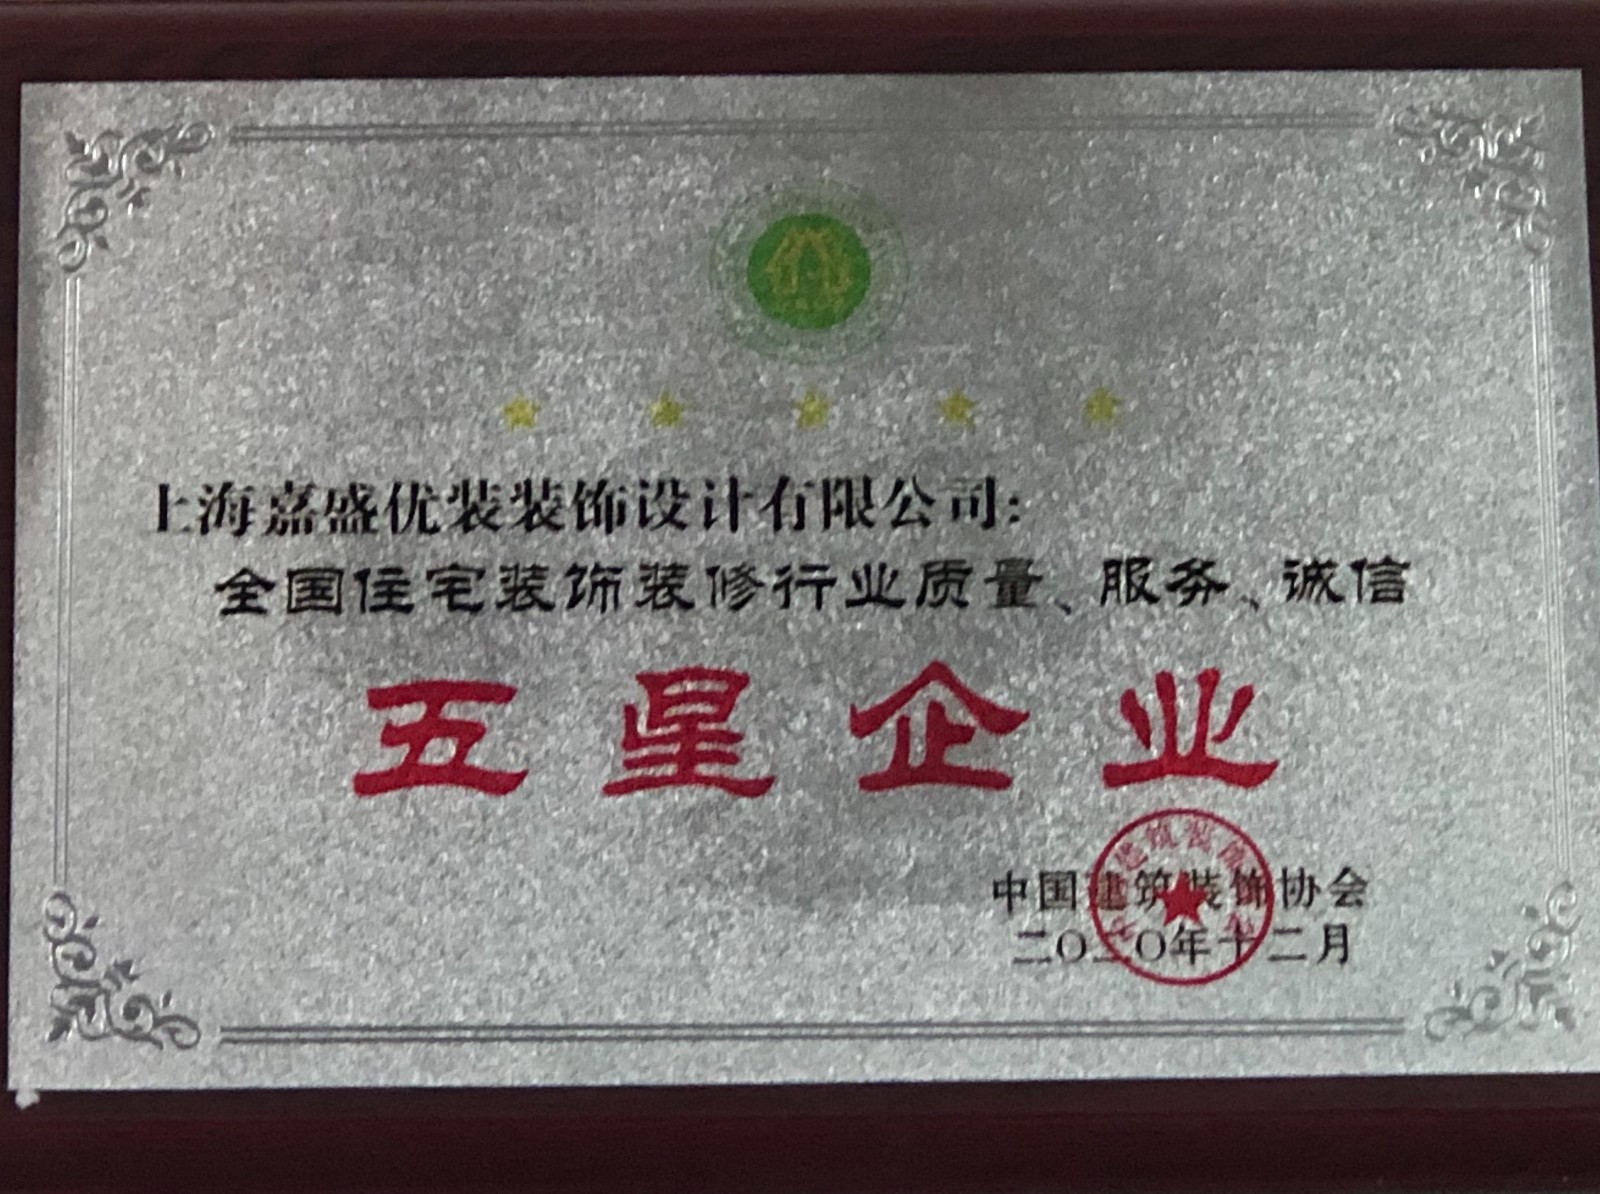 上海嘉盛优装装饰设计有限公司:
全国住宅装饰装修行业质量、服务、诚信
五星企业
中国建筑装饰协会
二〇二〇年十二月